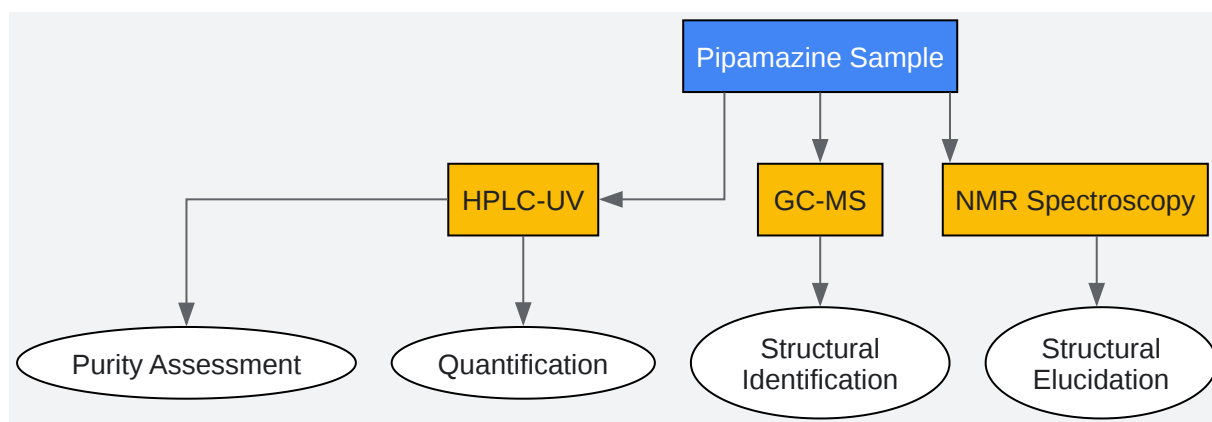 Pipamazine Sample
HPLC-UV
GC-MS
NMR Spectroscopy
Purity Assessment
Quantification
Structural
Identification
Structural
Elucidation